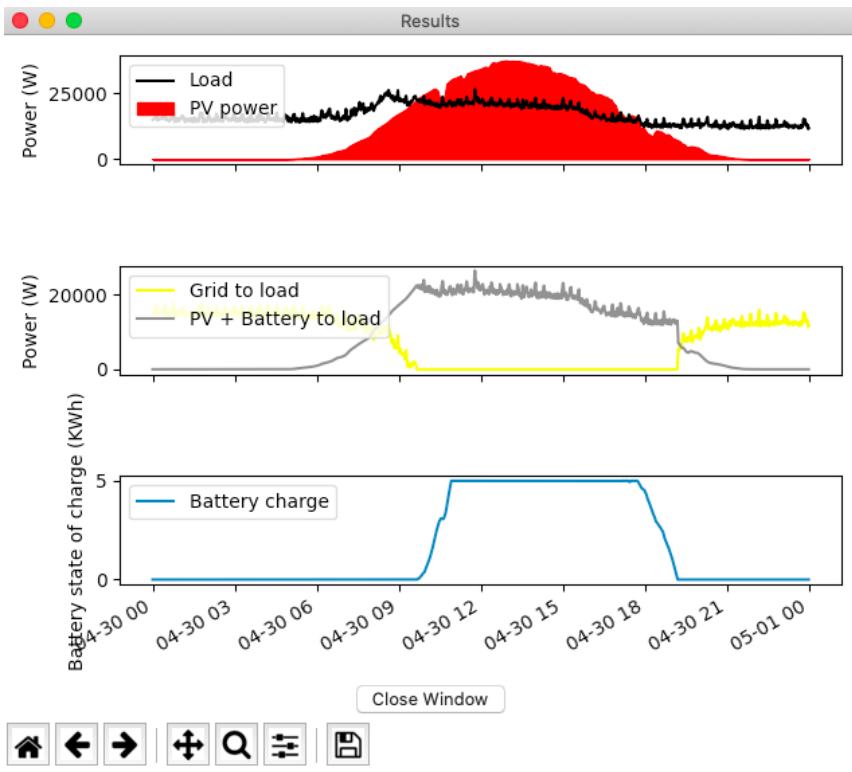 Results
Power (W)
25000
0
Load
PV power
Power (W)
20000
0
Grid to load
PV + Battery to load
Battery state of charge (KWh)
5
0
Battery charge
04-30 00
04-30 03
04-30 06
04-30 09
04-30 12
04-30 15
04-30 18
04-30 21
05-01 00
Close Window